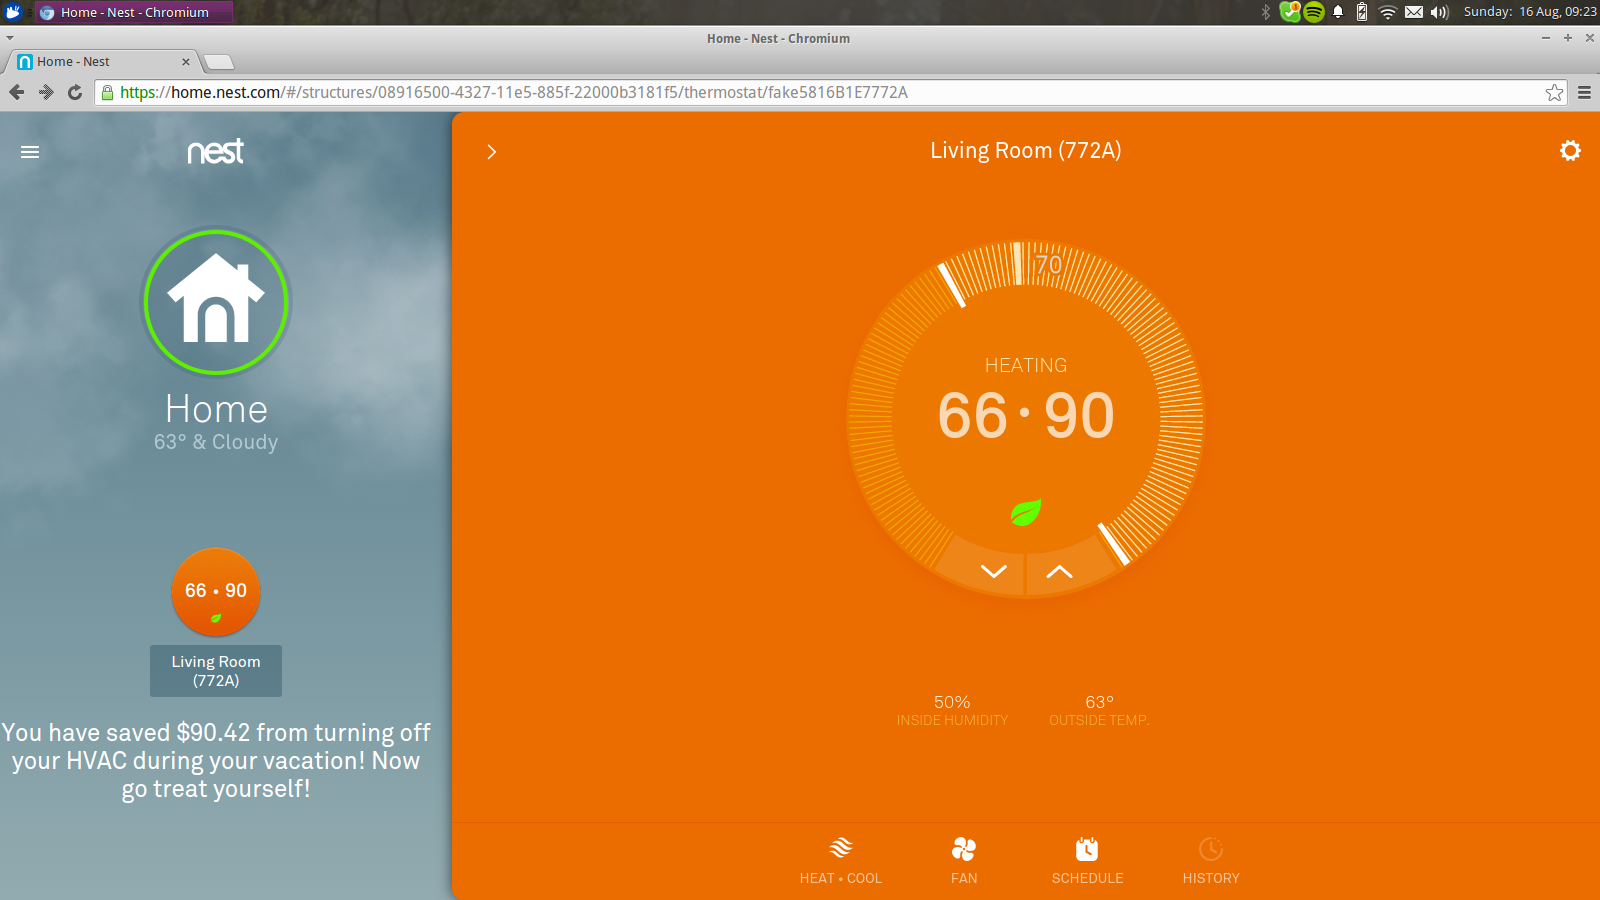 Home - Nest - Chromium
Sunday: 16 Aug, 09:23
Home - Nest - Chromium
Home - Nest
https://home.nest.com/#/structures/08916500-4327-11e5-885f-22000b3181f5/thermostat/fake5816B1E7772A
nest
Home
63° & Cloudy
66 • 90
Living Room
(772A)
You have saved $90.42 from turning off
your HVAC during your vacation! Now
go treat yourself!
Living Room (772A)
70
HEATING
66 • 90
50%
INSIDE HUMIDITY
63°
OUTSIDE TEMP.
HEAT • COOL
FAN
SCHEDULE
HISTORY